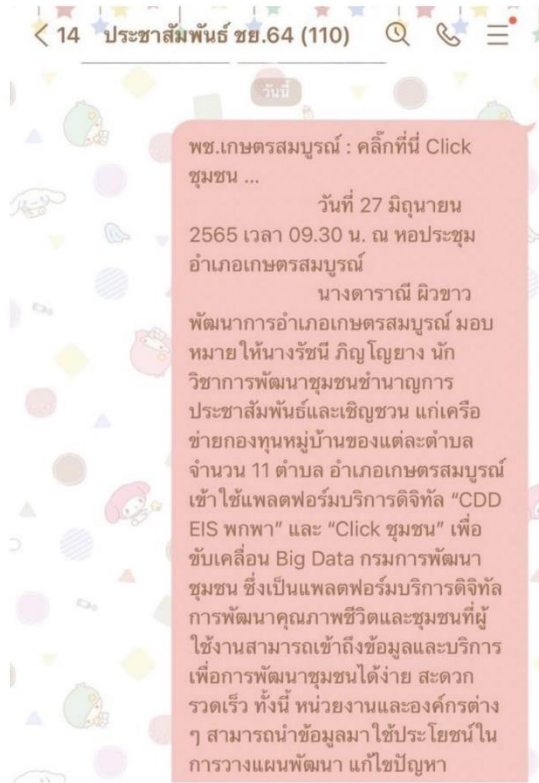 14 ประชาสัมพันธ์ ชย.64 (110)
วันนี้
พช.เกษตรสมบูรณ์ : คลิ๊กที่นี่ Click
ชุมชน ...
วันที่ 27 มิถุนายน
2565 เวลา 09.30 น. ณ หอประชุม
อำเภอเกษตรสมบูรณ์
นางดาราณี ผิวขาว
พัฒนาการอำเภอเกษตรสมบูรณ์ มอบ
หมายให้นางรัชนี ภิญโญยาง นัก
วิชาการพัฒนาชุมชนชำนาญการ
ประชาสัมพันธ์และเชิญชวน แก่เครือ
ข่ายกองทุนหมู่บ้านของแต่ละตำบล
จำนวน 11 ตำบล อำเภอเกษตรสมบูรณ์
เข้าใช้แพลตฟอร์มบริการดิจิทัล “CDD
EIS พกพา” และ “Click ชุมชน” เพื่อ
ขับเคลื่อน Big Data กรมการพัฒนา
ชุมชน ซึ่งเป็นแพลตฟอร์มบริการดิจิทัล
การพัฒนาคุณภาพชีวิตและชุมชนที่ผู้
ใช้งานสามารถเข้าถึงข้อมูลและบริการ
เพื่อการพัฒนาชุมชนได้ง่าย สะดวก
รวดเร็ว ทั้งนี้ หน่วยงานและองค์กรต่าง
ๆ สามารถนำข้อมูลมาใช้ประโยชน์ใน
การวางแผนพัฒนา แก้ไขปัญหา